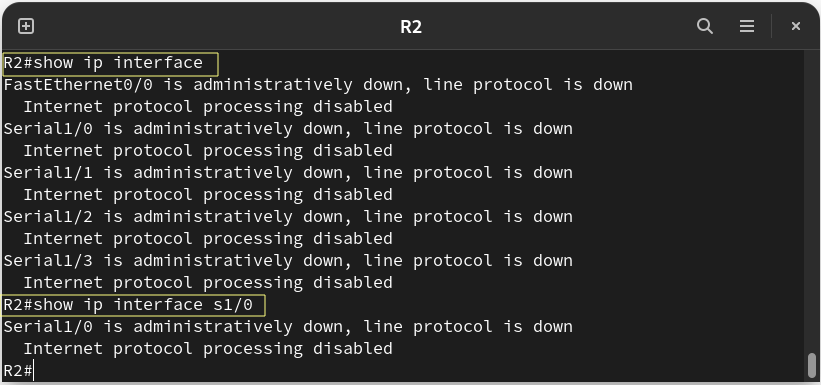 R2
R2#show ip interface
FastEthernet0/0 is administratively down, line protocol is down
  Internet protocol processing disabled
Serial1/0 is administratively down, line protocol is down
  Internet protocol processing disabled
Serial1/1 is administratively down, line protocol is down
  Internet protocol processing disabled
Serial1/2 is administratively down, line protocol is down
  Internet protocol processing disabled
Serial1/3 is administratively down, line protocol is down
  Internet protocol processing disabled
R2#show ip interface s1/0
Serial1/0 is administratively down, line protocol is down
  Internet protocol processing disabled
R2#